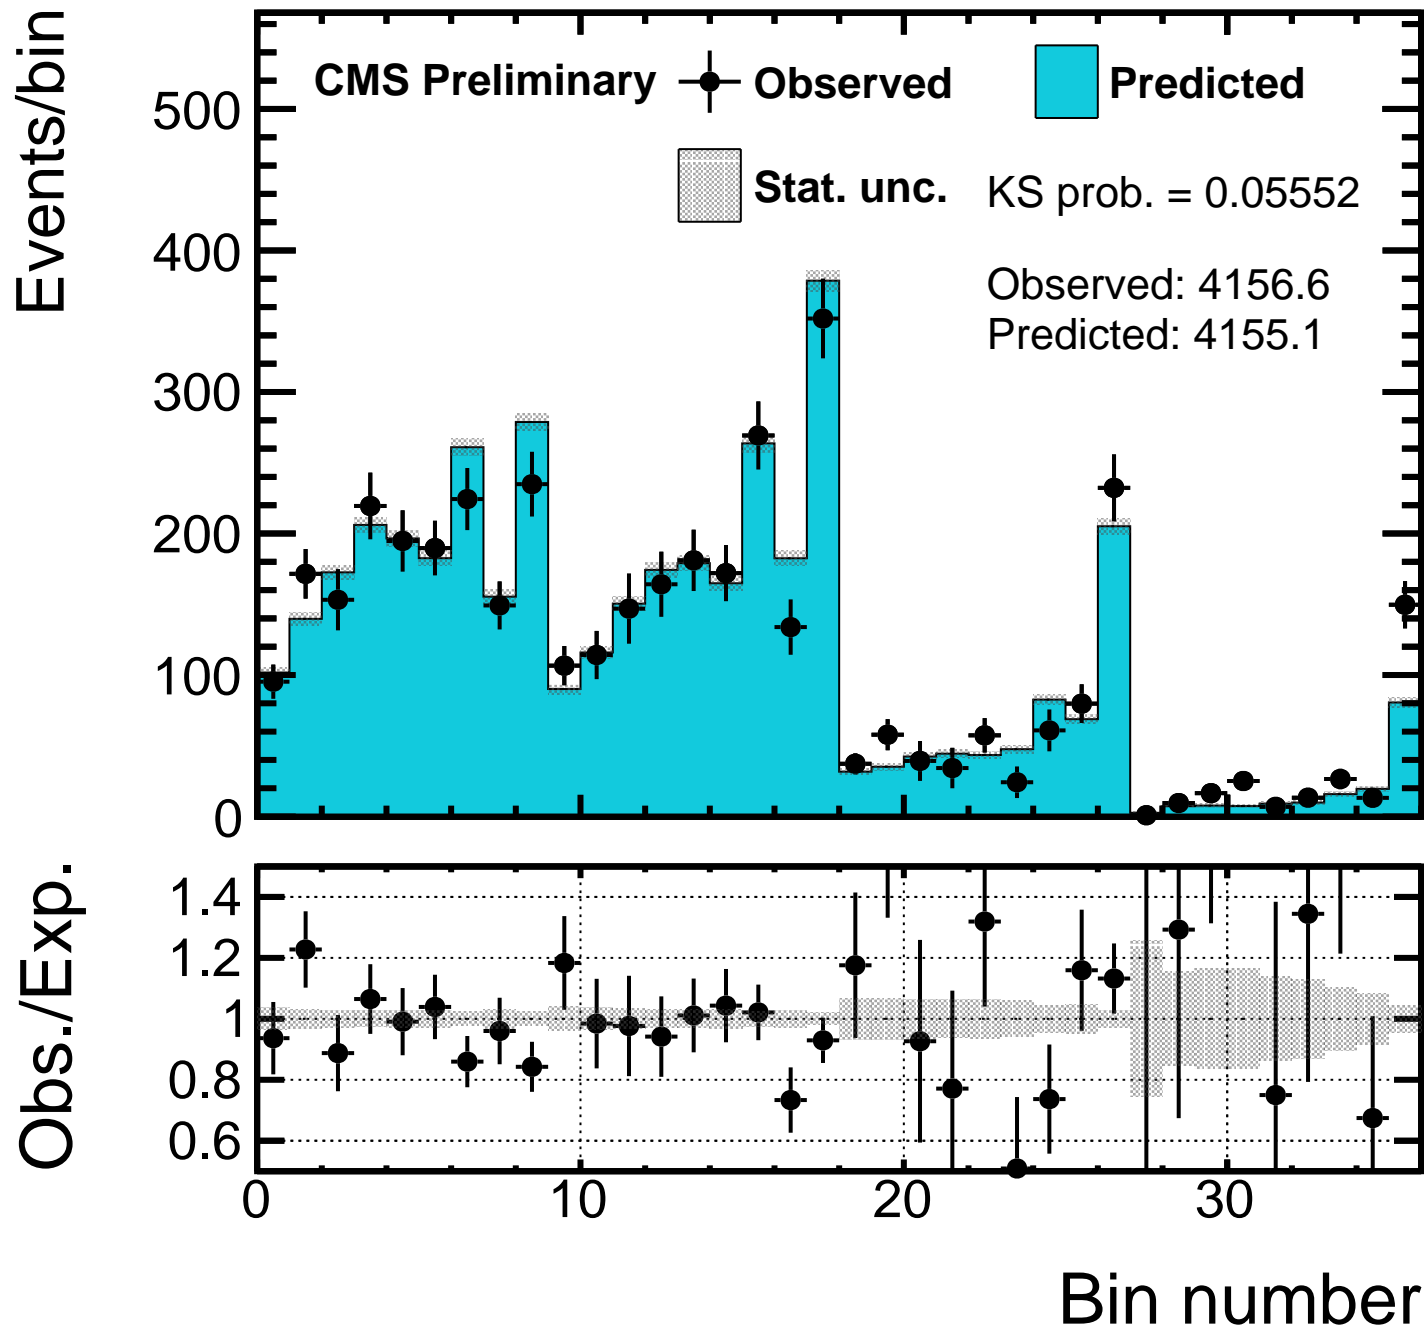 Events/bin
CMS Preliminary
Observed
Predicted
Stat. unc.
KS prob. = 0.05552
Observed: 4156.6
Predicted: 4155.1
500
400
300
200
100
0
Obs./Exp.
1.4
1.2
1
0.8
0.6
0 10 20 30
Bin number